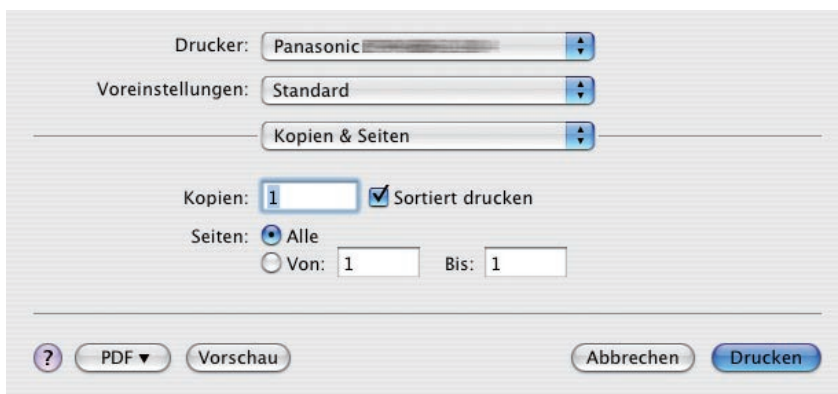 Drucker: Panasonic
Voreinstellungen: Standard
Kopien & Seiten
Kopien: 1 Sortiert drucken
Seiten: Alle
Von: 1 Bis: 1
? PDF ▼ Vorschau Abbrechen Drucken